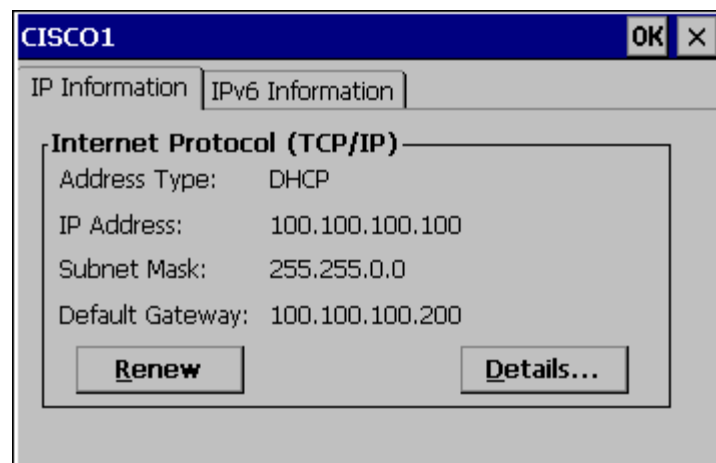 CISCO1 OK ×
IP Information IPv6 Information
Internet Protocol (TCP/IP)
Address Type: DHCP
IP Address: 100.100.100.100
Subnet Mask: 255.255.0.0
Default Gateway: 100.100.100.200
Renew Details...